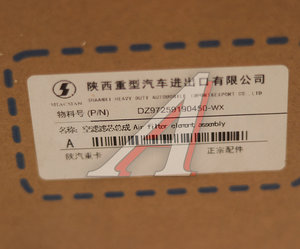 陕西重型汽车进出口有限公司
SHAANXI HEAVY DUTY AUTOMOBILE IMPORT&EXPORT CO., LTD
SHACMAN
物料号 (P/N) DZ97259190450-WX
名称: 空滤滤芯总成 Air filter element assembly
A
陕汽重卡 正宗配件